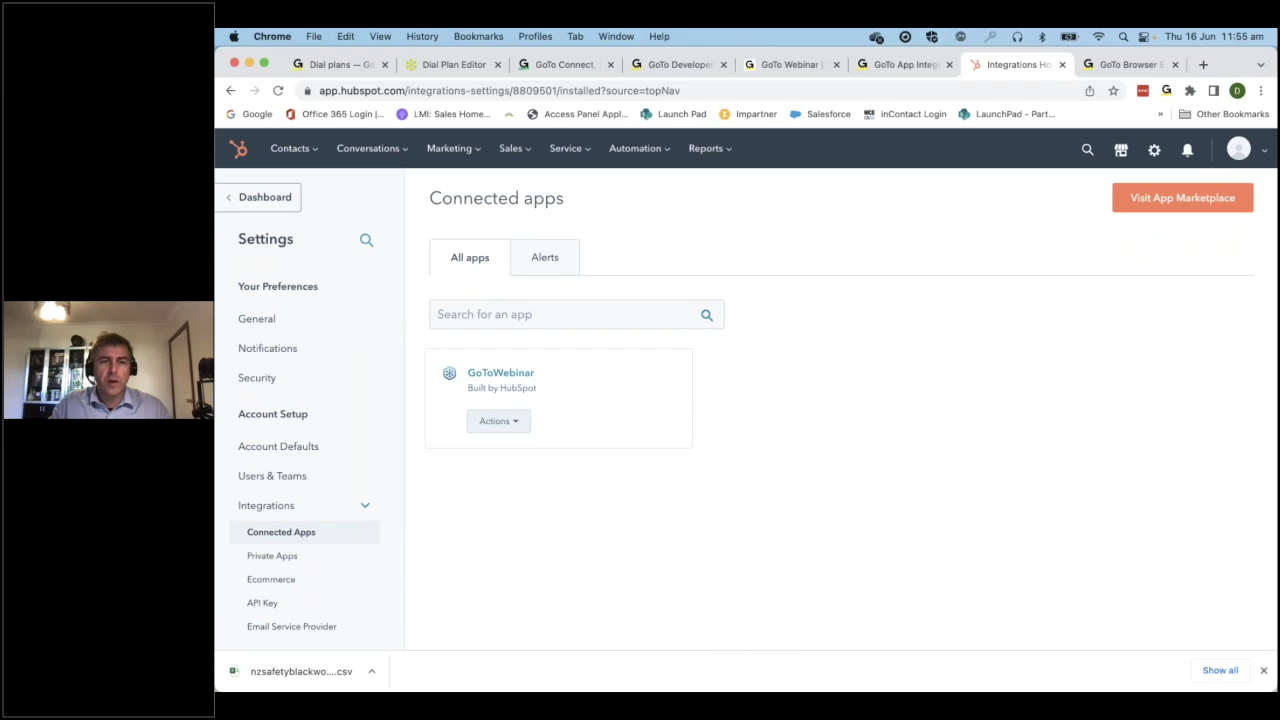 Chrome File Edit View History Bookmarks Profiles Tab Window Help Thu 16 Jun 11:55 am
Dial plans — Go Dial Plan Editor GoTo Connect, S GoTo Develope GoTo Webinar | GoTo App Integ Integrations Ho GoTo Browser E
app.hubspot.com/integrations-settings/8809501/installed?source=topNav
Google Office 365 Login |... LMI: Sales Home... Access Panel Appl... Launch Pad Impartner Salesforce inContact Login LaunchPad - Part... » Other Bookmarks
Contacts Conversations Marketing Sales Service Automation Reports
Dashboard
Connected apps
Visit App Marketplace
Settings
All apps Alerts
Your Preferences
Search for an app
General
Notifications
GoToWebinar
Built by HubSpot
Security
Actions
Account Setup
Account Defaults
Users & Teams
Integrations
Connected Apps
Private Apps
Ecommerce
API Key
Email Service Provider
nzsafetyblackwo....csv
Show all